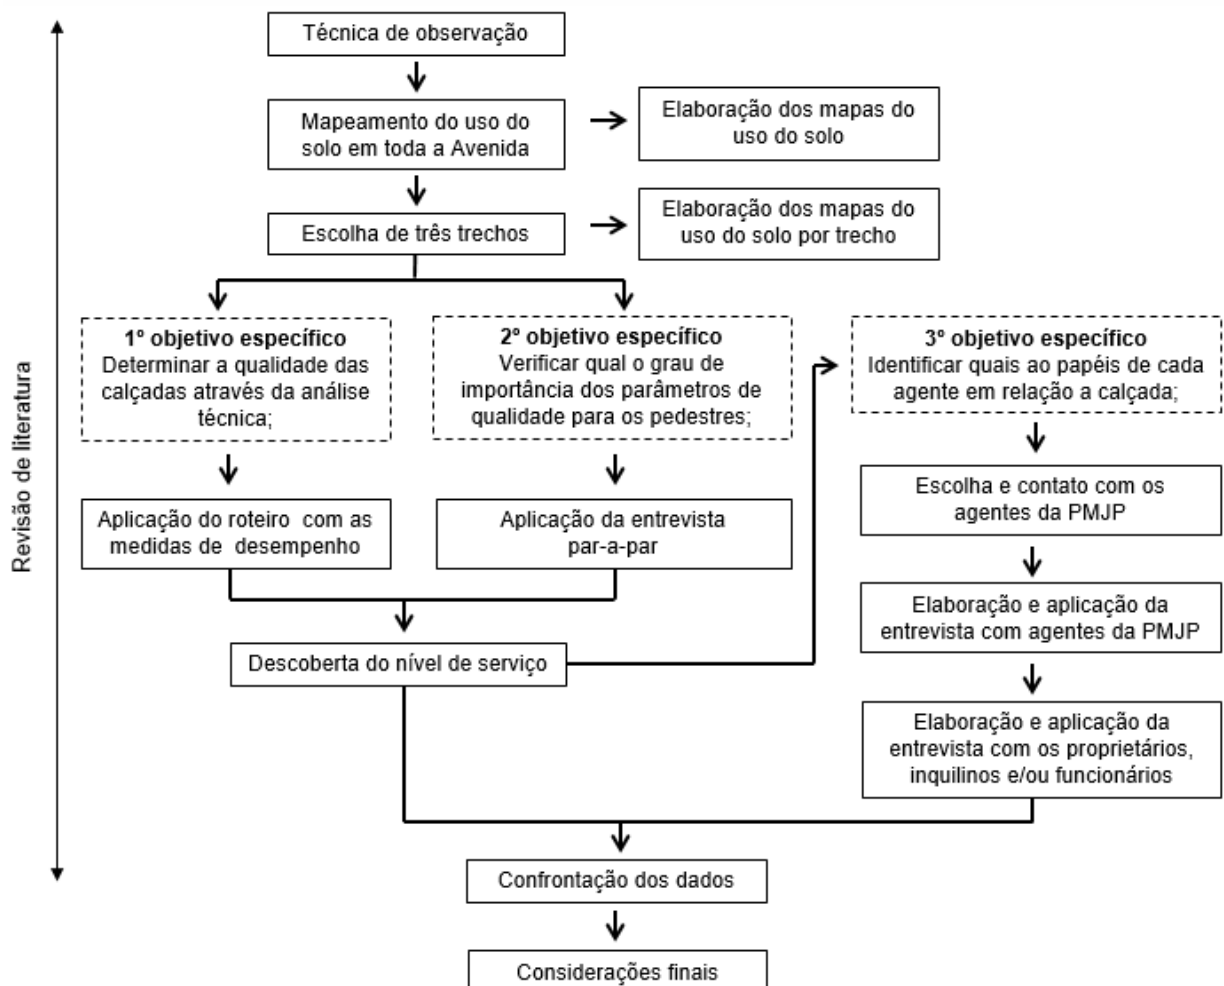 Técnica de observação
Mapeamento do uso do
solo em toda a Avenida
Elaboração dos mapas do
uso do solo
Escolha de três trechos
Elaboração dos mapas do
uso do solo por trecho
1º objetivo específico
Determinar a qualidade das
calçadas através da análise
técnica;
2º objetivo específico
Verificar qual o grau de
importância dos parâmetros de
qualidade para os pedestres;
3º objetivo específico
Identificar quais ao papéis de cada
agente em relação a calçada;
Revisão de literatura
Aplicação do roteiro com as
medidas de desempenho
Aplicação da entrevista
par-a-par
Escolha e contato com os
agentes da PMJP
Elaboração e aplicação da
entrevista com agentes da PMJP
Descoberta do nível de serviço
Elaboração e aplicação da
entrevista com os proprietários,
inquilinos e/ou funcionários
Confrontação dos dados
Considerações finais